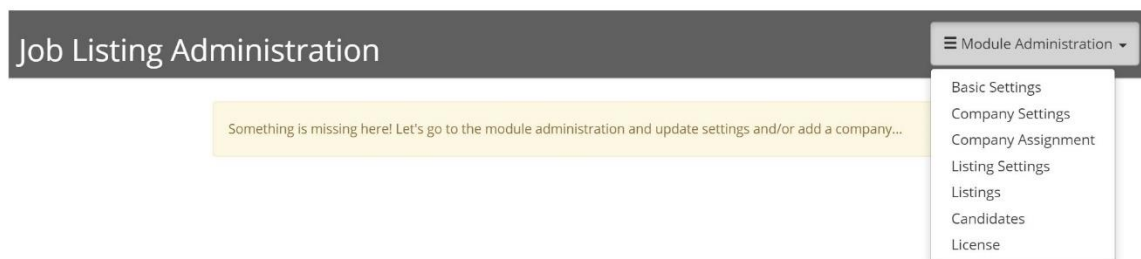 Job Listing Administration
Module Administration
Something is missing here! Let's go to the module administration and update settings and/or add a company...
Basic Settings
Company Settings
Company Assignment
Listing Settings
Listings
Candidates
License